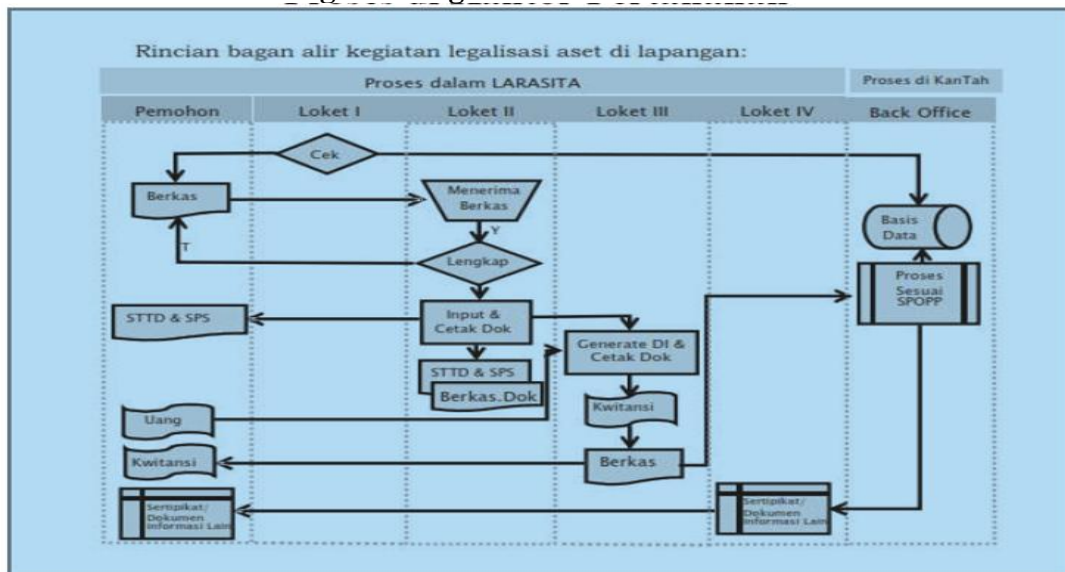 Rincian bagan alir kegiatan legalisasi aset di lapangan:
Proses dalam LARASITA
Proses di KanTah
Pemohon
Loket I
Loket II
Loket III
Loket IV
Back Office
Cek
Berkas
Menerima
Berkas
Basis
Data
Y
T
Lengkap
Proses
Sesuai
SPOPP
STTD & SPS
Input &
Cetak Dok
Generate DI &
Cetak Dok
STTD & SPS
Berkas.Dok
Uang
Kwitansi
Kwitansi
Berkas
Sertipikat/
Dokumen
Informasi Lain
Sertipikat/
Dokumen
Informasi Lain